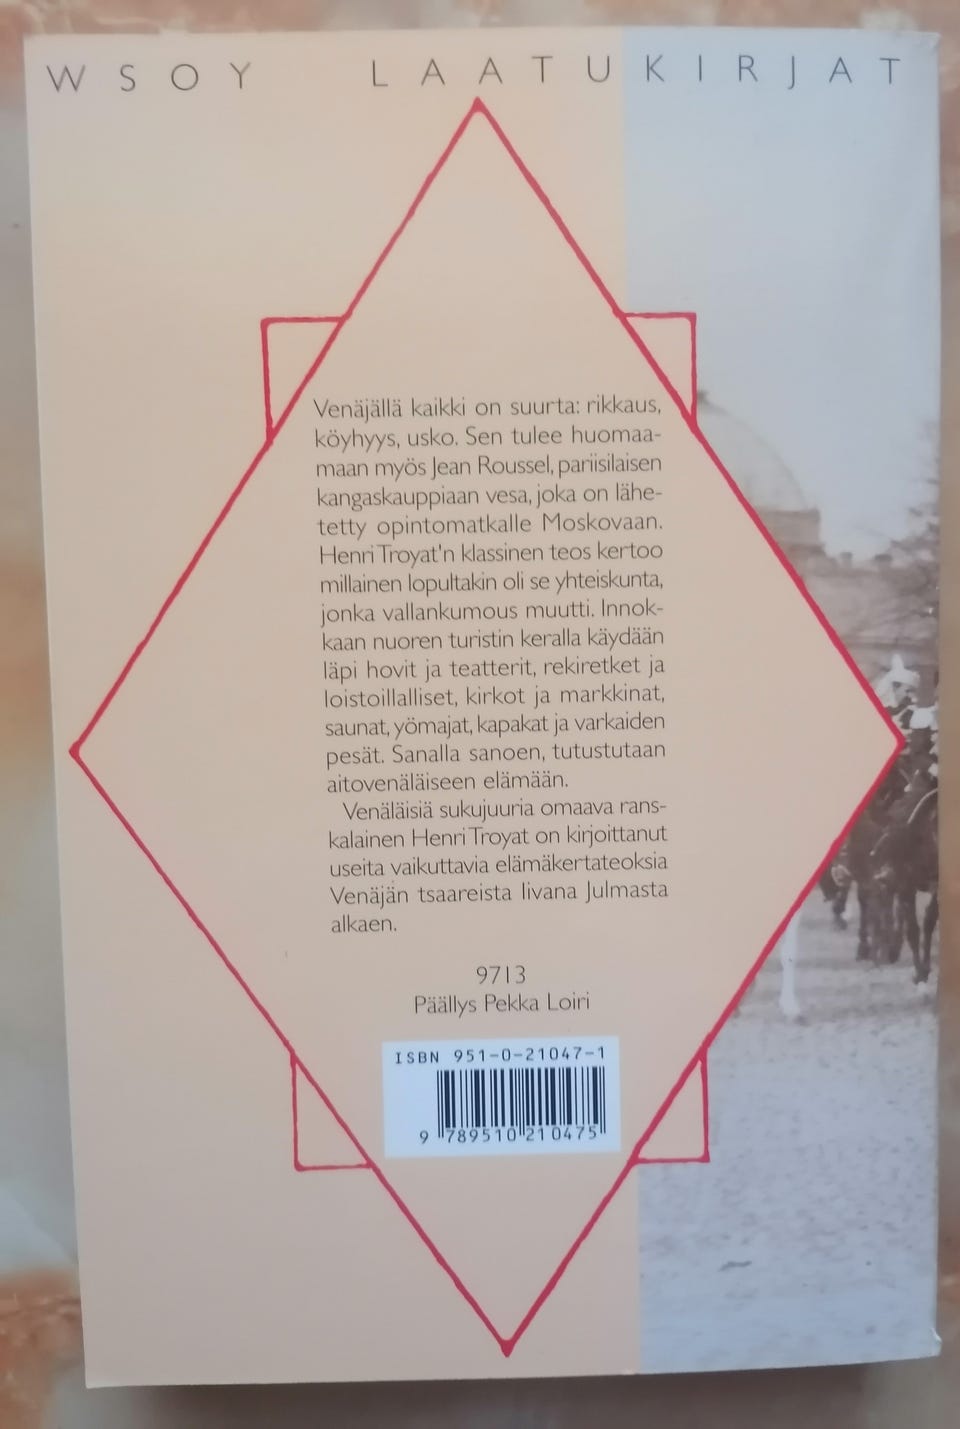 WSOY LAATUKIRJAT
Venäjällä kaikki on suurta: rikkaus,
köyhyys, usko. Sen tulee huomaa-
maan myös Jean Roussel, pariisilaisen
kangaskauppiaan vesa, joka on lähe-
tetty opintomatkalle Moskovaan.
Henri Troyat'n klassinen teos kertoo
millainen lopultakin oli se yhteiskunta,
jonka vallankumous muutti. Innok-
kaan nuoren turistin keralla käydään
läpi hovit ja teatterit, rekiretket ja
loistoillalliset, kirkot ja markkinat,
saunat, yömajat, kapakat ja varkaiden
pesät. Sanalla sanoen, tutustutaan
aitovenäläiseen elämään.
Venäläisiä sukujuuria omaava rans-
kalainen Henri Troyat on kirjoittanut
useita vaikuttavia elämäkertateoksia
Venäjän tsaareista Iivana Julmasta
alkaen.
9713
Päällys Pekka Loiri
ISBN 951-0-21047-1
9 789510 210475